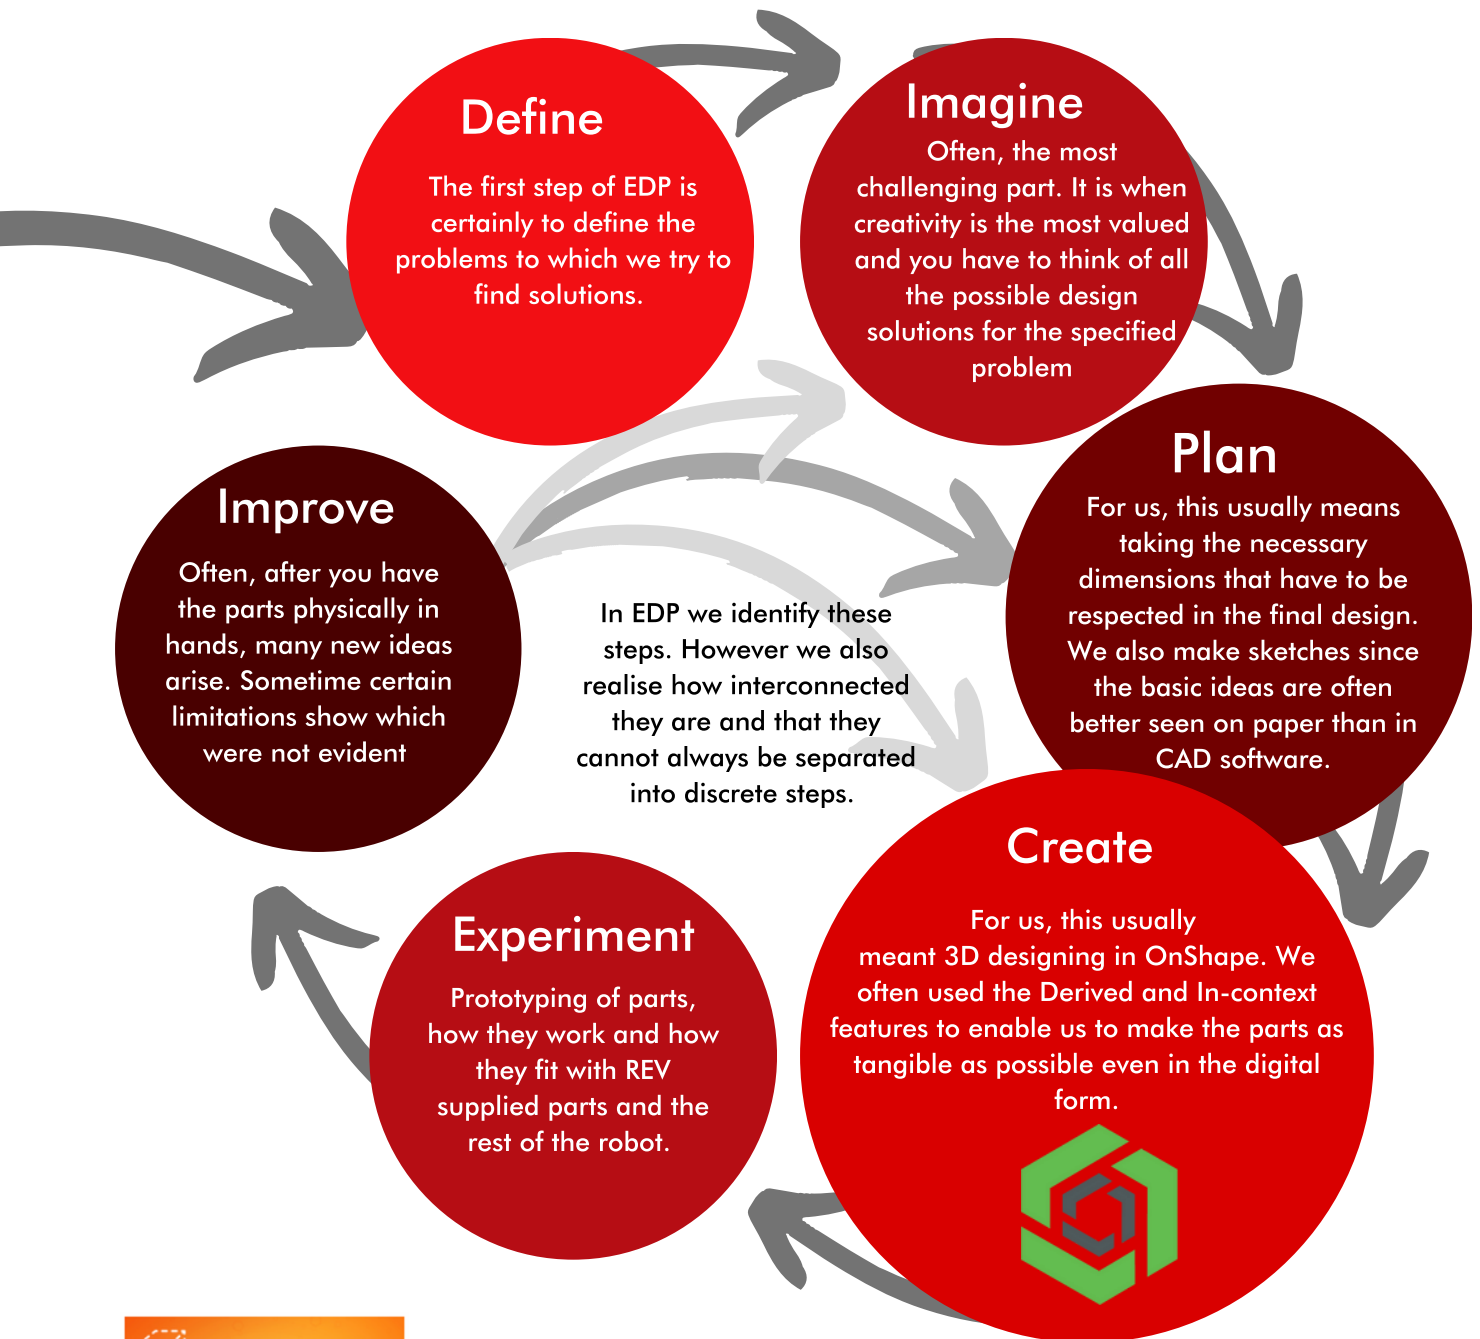 Define
The first step of EDP is
certainly to define the
problems to which we try to
find solutions.
Imagine
Often, the most
challenging part. It is when
creativity is the most valued
and you have to think of all
the possible design
solutions for the specified
problem
Plan
For us, this usually means
taking the necessary
dimensions that have to be
respected in the final design.
We also make sketches since
the basic ideas are often
better seen on paper than in
CAD software.
Create
For us, this usually
meant 3D designing in OnShape. We
often used the Derived and In-context
features to enable us to make the parts as
tangible as possible even in the digital
form.
Experiment
Prototyping of parts,
how they work and how
they fit with REV
supplied parts and the
rest of the robot.
Improve
Often, after you have
the parts physically in
hands, many new ideas
arise. Sometime certain
limitations show which
were not evident
In EDP we identify these
steps. However we also
realise how interconnected
they are and that they
cannot always be separated
into discrete steps.